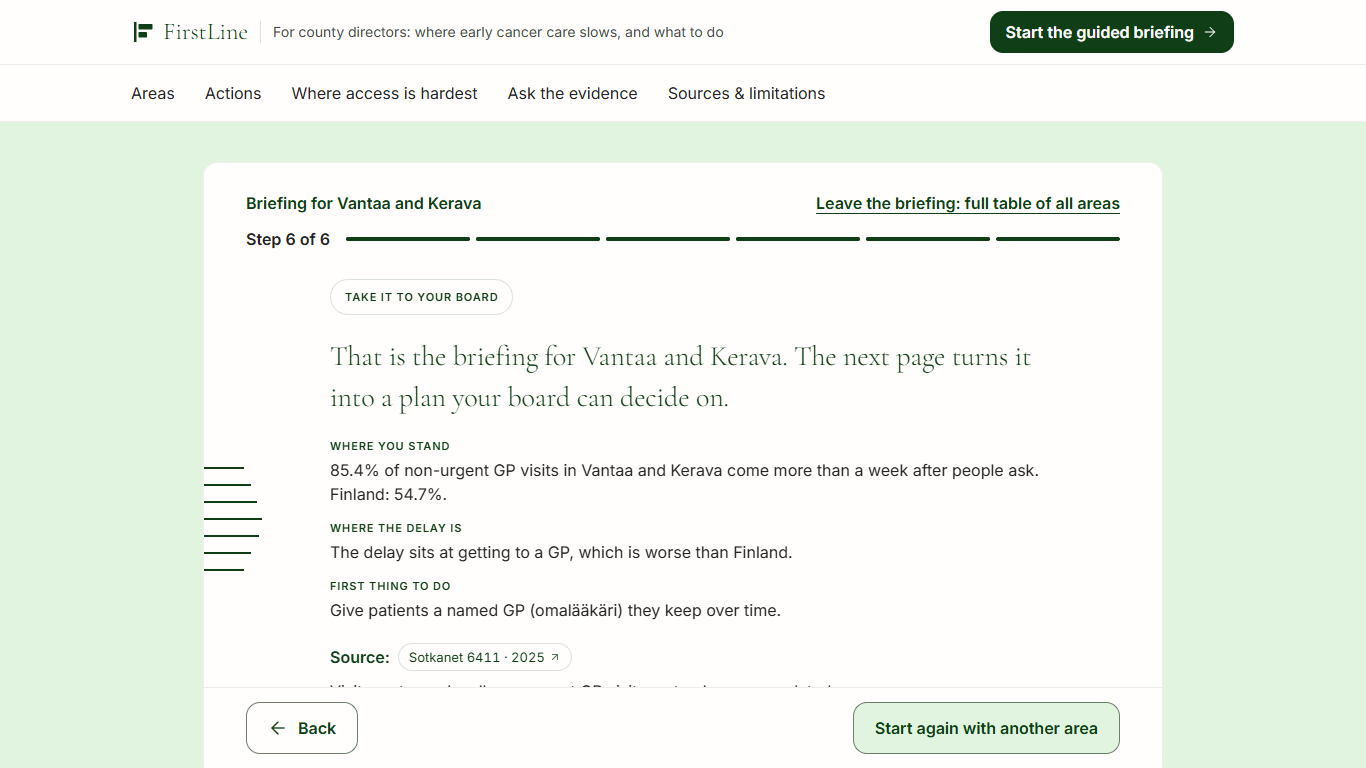 FirstLine
For county directors: where early cancer care slows, and what to do
Start the guided briefing →
Areas
Actions
Where access is hardest
Ask the evidence
Sources & limitations
Briefing for Vantaa and Kerava
Leave the briefing: full table of all areas
Step 6 of 6
TAKE IT TO YOUR BOARD
That is the briefing for Vantaa and Kerava. The next page turns it
into a plan your board can decide on.
WHERE YOU STAND
85.4% of non-urgent GP visits in Vantaa and Kerava come more than a week after people ask.
Finland: 54.7%.
WHERE THE DELAY IS
The delay sits at getting to a GP, which is worse than Finland.
FIRST THING TO DO
Give patients a named GP (omalääkäri) they keep over time.
Source: Sotkanet 6411 · 2025 ↗
← Back
Start again with another area